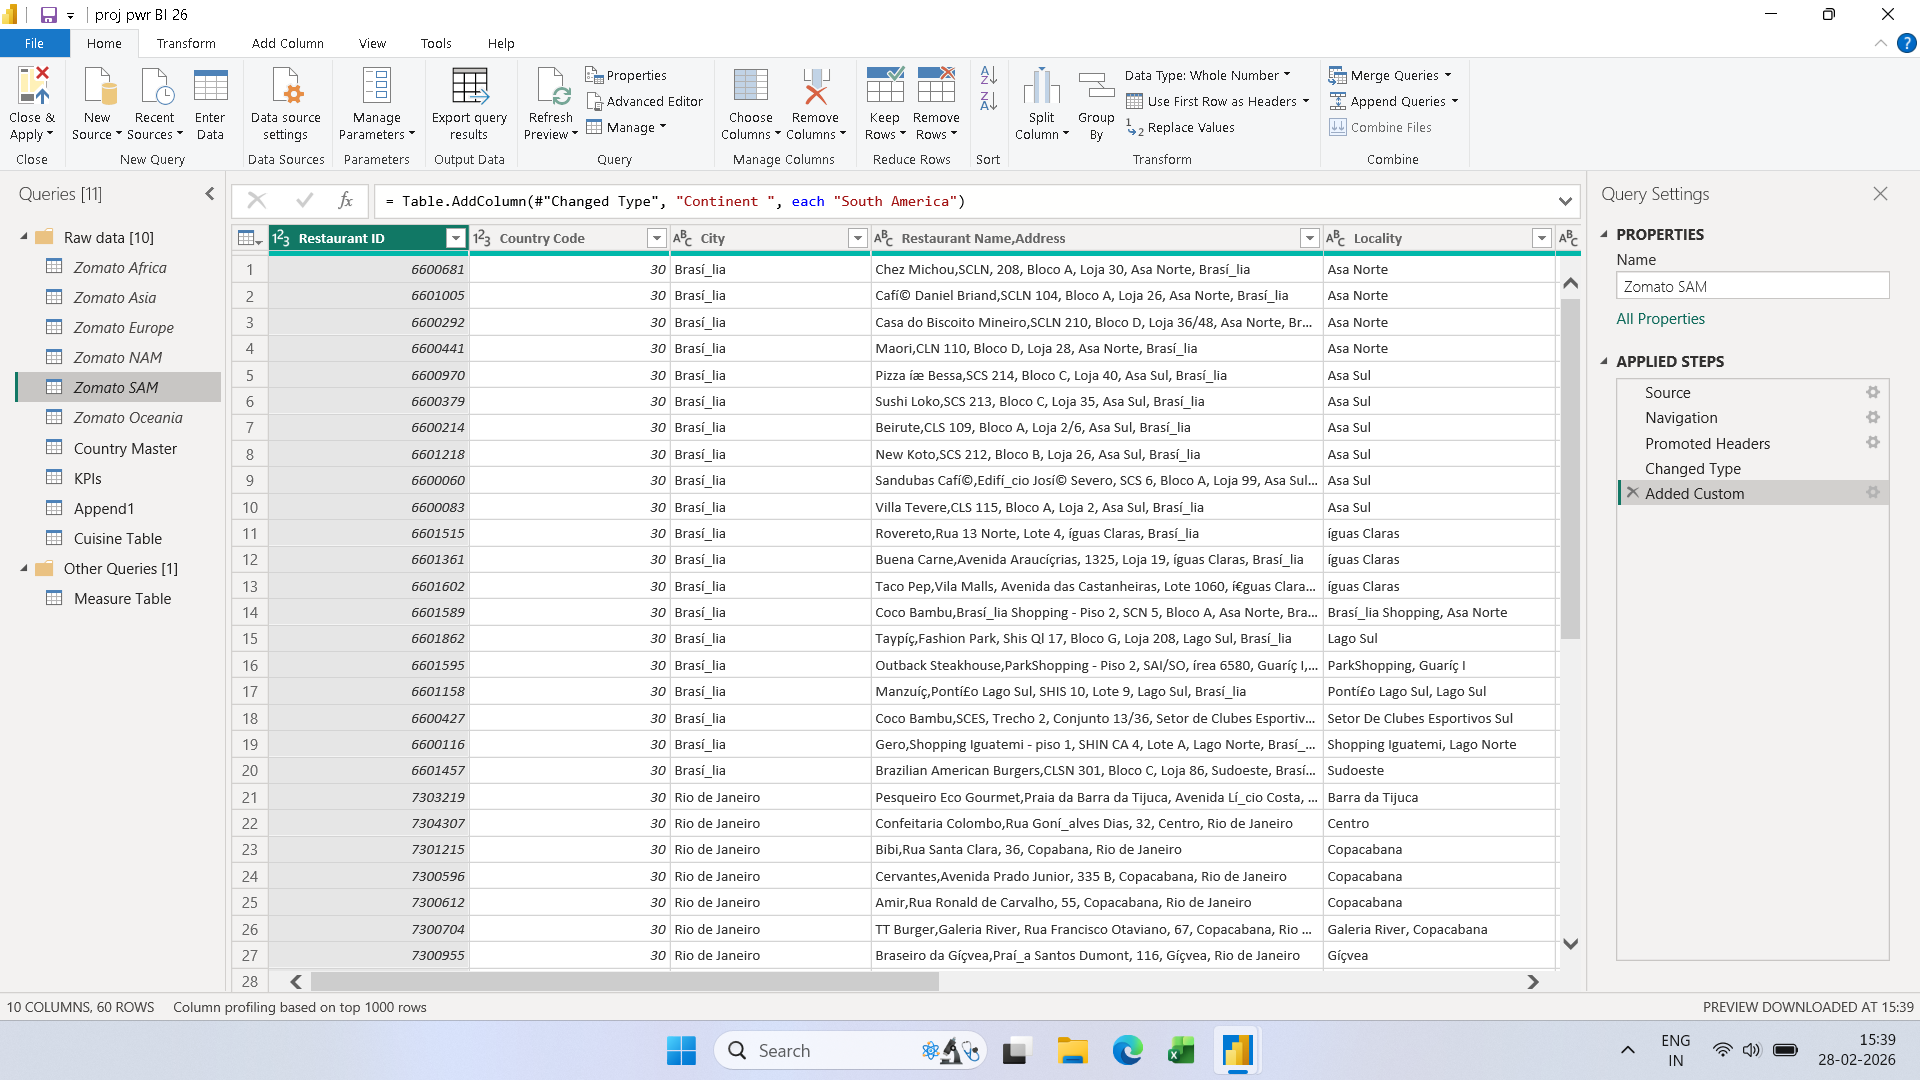 proj pwr BI 26
File Home Transform Add Column View Tools Help
Close & Apply
New Source
Recent Sources
Enter Data
Data source settings
Manage Parameters
Export query results
Refresh Preview
Properties
Advanced Editor
Manage
Choose Columns
Remove Columns
Keep Rows
Remove Rows
Split Column
Group By
Data Type: Whole Number
Use First Row as Headers
1 2 Replace Values
Merge Queries
Append Queries
Combine Files
Close New Query Data Sources Parameters Output Data Query Manage Columns Reduce Rows Sort Transform Combine
Queries [11]
Raw data [10]
Zomato Africa
Zomato Asia
Zomato Europe
Zomato NAM
Zomato SAM
Zomato Oceania
Country Master
KPIs
Append1
Cuisine Table
Other Queries [1]
Measure Table
fx = Table.AddColumn(#"Changed Type", "Continent ", each "South America")
123 Restaurant ID 123 Country Code ABC City ABC Restaurant Name,Address ABC Locality ABC
1 6600681 30 Brasí_lia Chez Michou,SCLN, 208, Bloco A, Loja 30, Asa Norte, Brasí_lia Asa Norte
2 6601005 30 Brasí_lia Cafí© Daniel Briand,SCLN 104, Bloco A, Loja 26, Asa Norte, Brasí_lia Asa Norte
3 6600292 30 Brasí_lia Casa do Biscoito Mineiro,SCLN 210, Bloco D, Loja 36/48, Asa Norte, Br... Asa Norte
4 6600441 30 Brasí_lia Maori,CLN 110, Bloco D, Loja 28, Asa Norte, Brasí_lia Asa Norte
5 6600970 30 Brasí_lia Pizza íæ Bessa,SCS 214, Bloco C, Loja 40, Asa Sul, Brasí_lia Asa Sul
6 6600379 30 Brasí_lia Sushi Loko,SCS 213, Bloco C, Loja 35, Asa Sul, Brasí_lia Asa Sul
7 6600214 30 Brasí_lia Beirute,CLS 109, Bloco A, Loja 2/6, Asa Sul, Brasí_lia Asa Sul
8 6601218 30 Brasí_lia New Koto,SCS 212, Bloco B, Loja 26, Asa Sul, Brasí_lia Asa Sul
9 6600060 30 Brasí_lia Sandubas Cafí©,Edifí_cio Josí© Severo, SCS 6, Bloco A, Loja 99, Asa Sul... Asa Sul
10 6600083 30 Brasí_lia Villa Tevere,CLS 115, Bloco A, Loja 2, Asa Sul, Brasí_lia Asa Sul
11 6601515 30 Brasí_lia Rovereto,Rua 13 Norte, Lote 4, íguas Claras, Brasí_lia íguas Claras
12 6601361 30 Brasí_lia Buena Carne,Avenida Araucíçrias, 1325, Loja 19, íguas Claras, Brasí_lia íguas Claras
13 6601602 30 Brasí_lia Taco Pep,Vila Malls, Avenida das Castanheiras, Lote 1060, í€guas Clara... íguas Claras
14 6601589 30 Brasí_lia Coco Bambu,Brasí_lia Shopping - Piso 2, SCN 5, Bloco A, Asa Norte, Bra... Brasí_lia Shopping, Asa Norte
15 6601862 30 Brasí_lia Taypíç,Fashion Park, Shis Ql 17, Bloco G, Loja 208, Lago Sul, Brasí_lia Lago Sul
16 6601595 30 Brasí_lia Outback Steakhouse,ParkShopping - Piso 2, SAI/SO, írea 6580, Guaríç I,... ParkShopping, Guaríç I
17 6601158 30 Brasí_lia Manzuíç,Pontí£o Lago Sul, SHIS 10, Lote 9, Lago Sul, Brasí_lia Pontí£o Lago Sul, Lago Sul
18 6600427 30 Brasí_lia Coco Bambu,SCES, Trecho 2, Conjunto 13/36, Setor de Clubes Esportiv... Setor De Clubes Esportivos Sul
19 6600116 30 Brasí_lia Gero,Shopping Iguatemi - piso 1, SHIN CA 4, Lote A, Lago Norte, Brasí_... Shopping Iguatemi, Lago Norte
20 6601457 30 Brasí_lia Brazilian American Burgers,CLSN 301, Bloco C, Loja 86, Sudoeste, Brasí... Sudoeste
21 7303219 30 Rio de Janeiro Pesqueiro Eco Gourmet,Praia da Barra da Tijuca, Avenida Lí_cio Costa, ... Barra da Tijuca
22 7304307 30 Rio de Janeiro Confeitaria Colombo,Rua Goní_alves Dias, 32, Centro, Rio de Janeiro Centro
23 7301215 30 Rio de Janeiro Bibi,Rua Santa Clara, 36, Copabana, Rio de Janeiro Copacabana
24 7300596 30 Rio de Janeiro Cervantes,Avenida Prado Junior, 335 B, Copacabana, Rio de Janeiro Copacabana
25 7300612 30 Rio de Janeiro Amir,Rua Ronald de Carvalho, 55, Copacabana, Rio de Janeiro Copacabana
26 7300704 30 Rio de Janeiro TT Burger,Galeria River, Rua Francisco Otaviano, 67, Copacabana, Rio ... Galeria River, Copacabana
27 7300955 30 Rio de Janeiro Braseiro da Gíçvea,Praí_a Santos Dumont, 116, Gíçvea, Rio de Janeiro Gíçvea
28
Query Settings
PROPERTIES
Name
Zomato SAM
All Properties
APPLIED STEPS
Source
Navigation
Promoted Headers
Changed Type
Added Custom
10 COLUMNS, 60 ROWS Column profiling based on top 1000 rows PREVIEW DOWNLOADED AT 15:39
Search
ENG
IN
15:39
28-02-2026